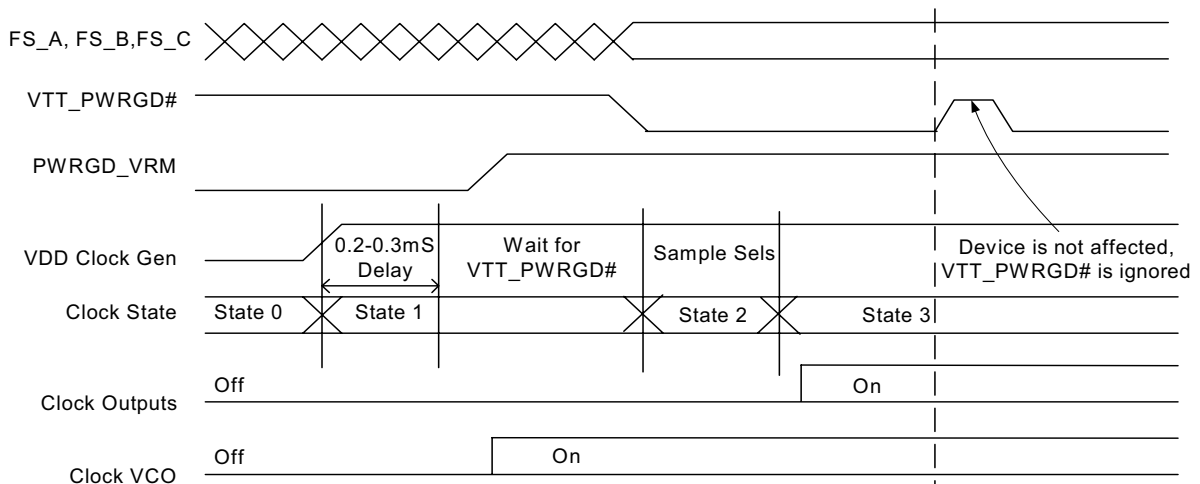 FS_A, FS_B,FS_C
VTT_PWRGD#
PWRGD_VRM
VDD Clock Gen
0.2-0.3mS
Delay
Wait for
VTT_PWRGD#
Sample Sels
Device is not affected,
VTT_PWRGD# is ignored
Clock State
State 0
State 1
State 2
State 3
Clock Outputs
Off
On
Clock VCO
Off
On